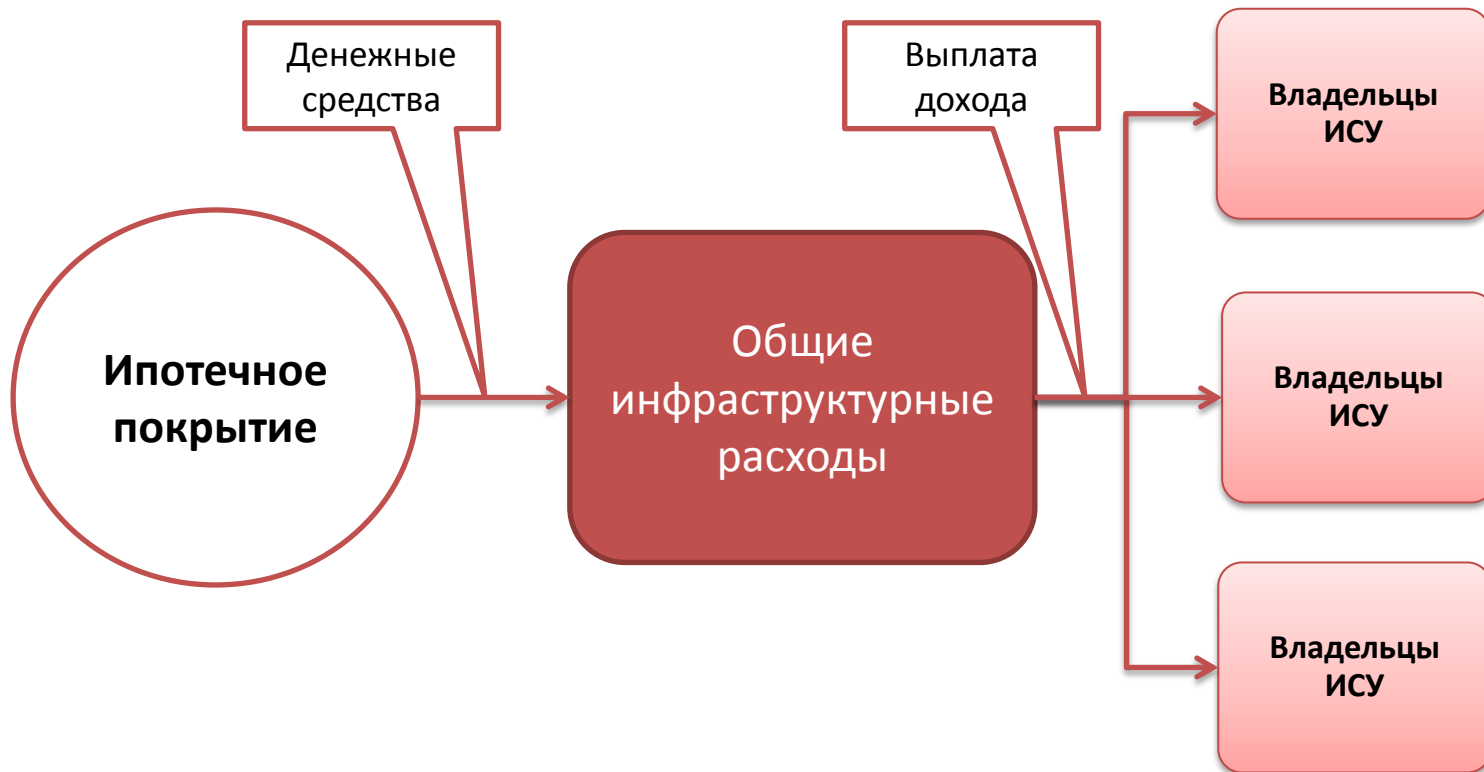 Денежные
средства
Выплата
дохода
Владельцы
ИСУ
Ипотечное
покрытие
Общие
инфраструктурные
расходы
Владельцы
ИСУ
Владельцы
ИСУ